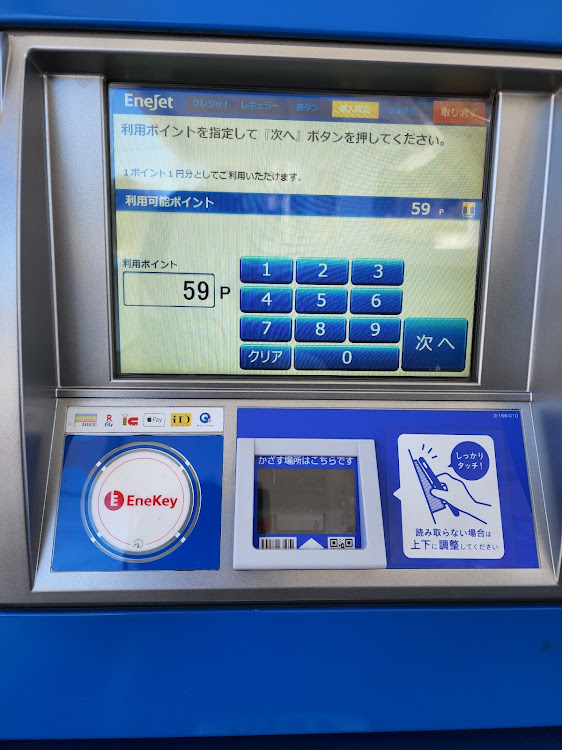 EneJet クレジット レギュラー 満タン 取り消す
利用ポイントを指定して『次へ』ボタンを押してください。
1ポイント1円分としてご利用いただけます。
利用可能ポイント 59 P
利用ポイント
59 P
1 2 3
4 5 6
7 8 9
クリア 0
次へ
R Pay Pay iD Q
EneKey
かざす場所はこちらです
しっかり
タッチ!
読み取らない場合は
上下に調整してください